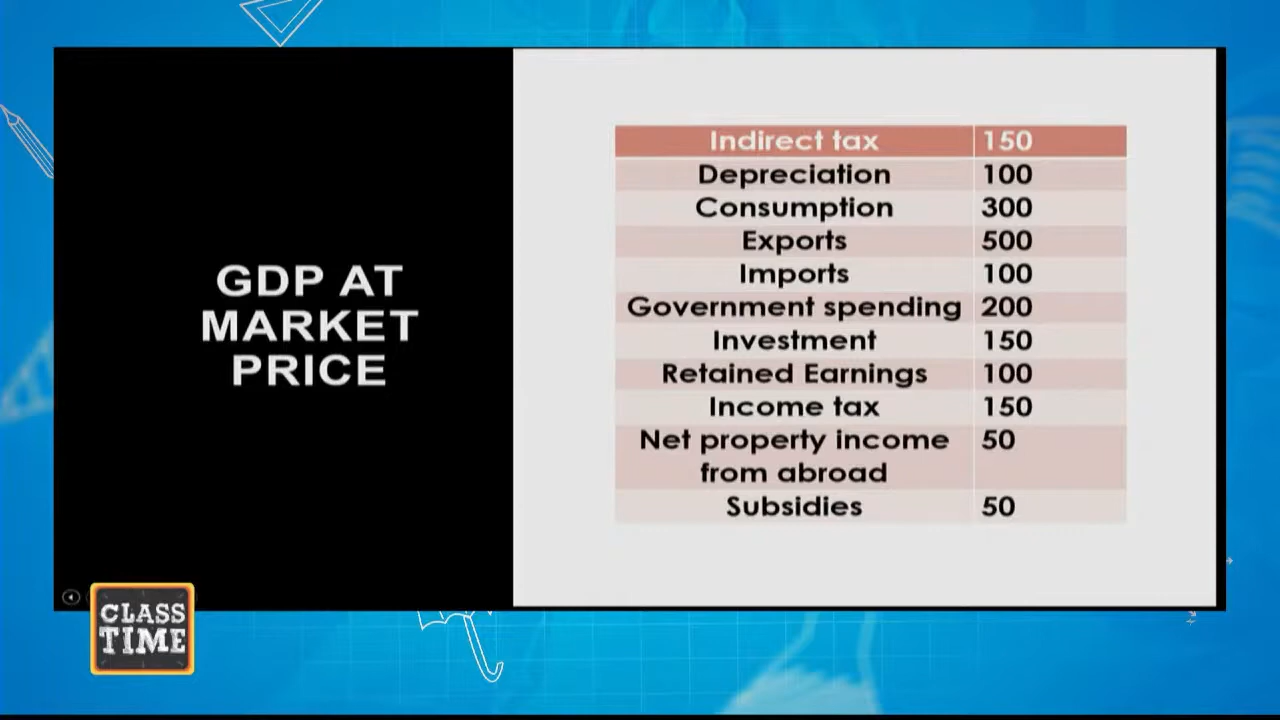 GDP AT
MARKET
PRICE
Indirect tax 150
Depreciation 100
Consumption 300
Exports 500
Imports 100
Government spending 200
Investment 150
Retained Earnings 100
Income tax 150
Net property income 50
from abroad
Subsidies 50
CLASS
TIME